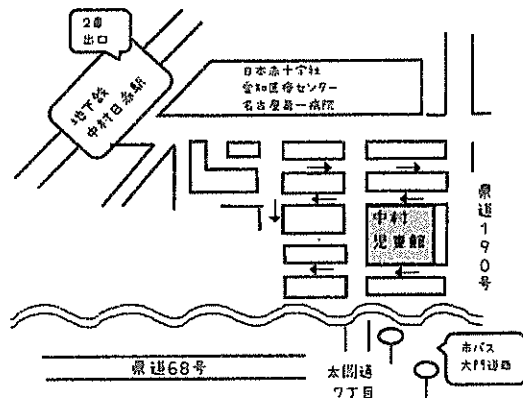 2番
出口
地下鉄
中村日赤駅
日本赤十字社
愛知医療センター
名古屋第一病院
中村
児童館
県道190号
県道68号
太閤通
7丁目
市バス
大門通西